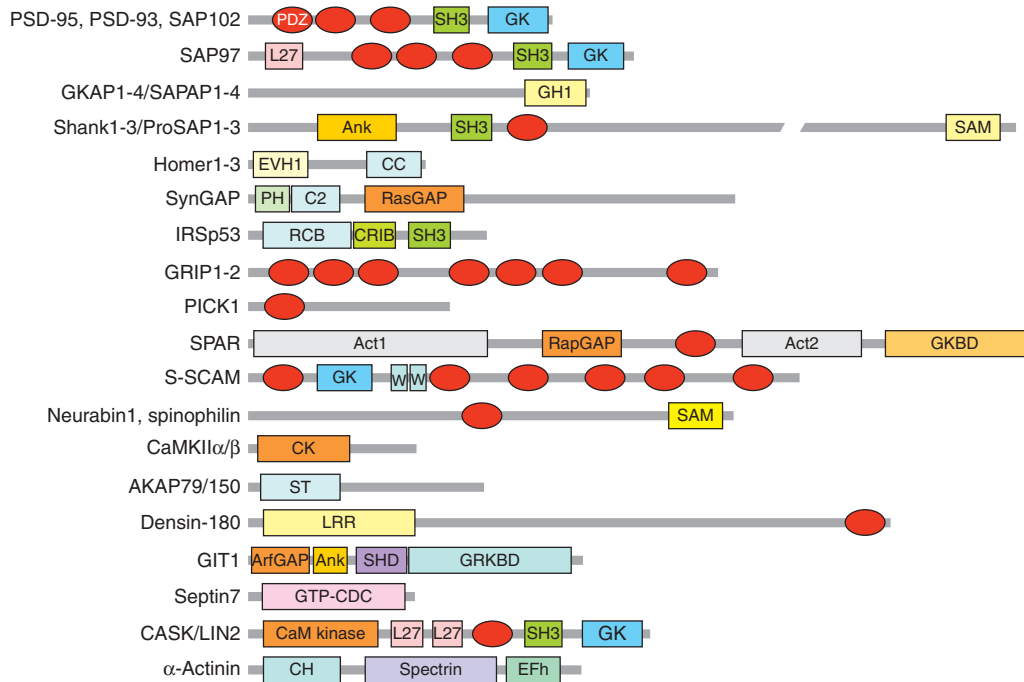 PSD-95, PSD-93, SAP102 PDZ SH3 GK
SAP97 L27 SH3 GK
GKAP1-4/SAPAP1-4 GH1
Shank1-3/ProSAP1-3 Ank SH3 SAM
Homer1-3 EVH1 CC
SynGAP PH C2 RasGAP
IRSp53 RCB CRIB SH3
GRIP1-2
PICK1
SPAR Act1 RapGAP Act2 GKBD
S-SCAM GK W W
Neurabin1, spinophilin SAM
CaMKIIα/β CK
AKAP79/150 ST
Densin-180 LRR
GIT1 ArfGAP Ank SHD GRKBD
Septin7 GTP-CDC
CASK/LIN2 CaM kinase L27 L27 SH3 GK
α-Actinin CH Spectrin EFh